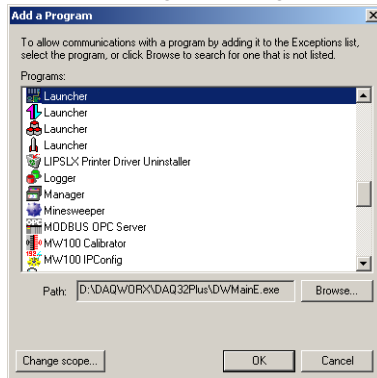 Add a Program
To allow communications with a program by adding it to the Exceptions list,
select the program, or click Browse to search for one that is not listed.
Programs:
Launcher
Launcher
Launcher
Launcher
LIPSLX Printer Driver Uninstaller
Logger
Manager
Minesweeper
MODBUS OPC Server
MW100 Calibrator
MW100 IPConfig
Path: D:\DAQWORX\DAQ32Plus\DWMainE.exe Browse...
Change scope... OK Cancel